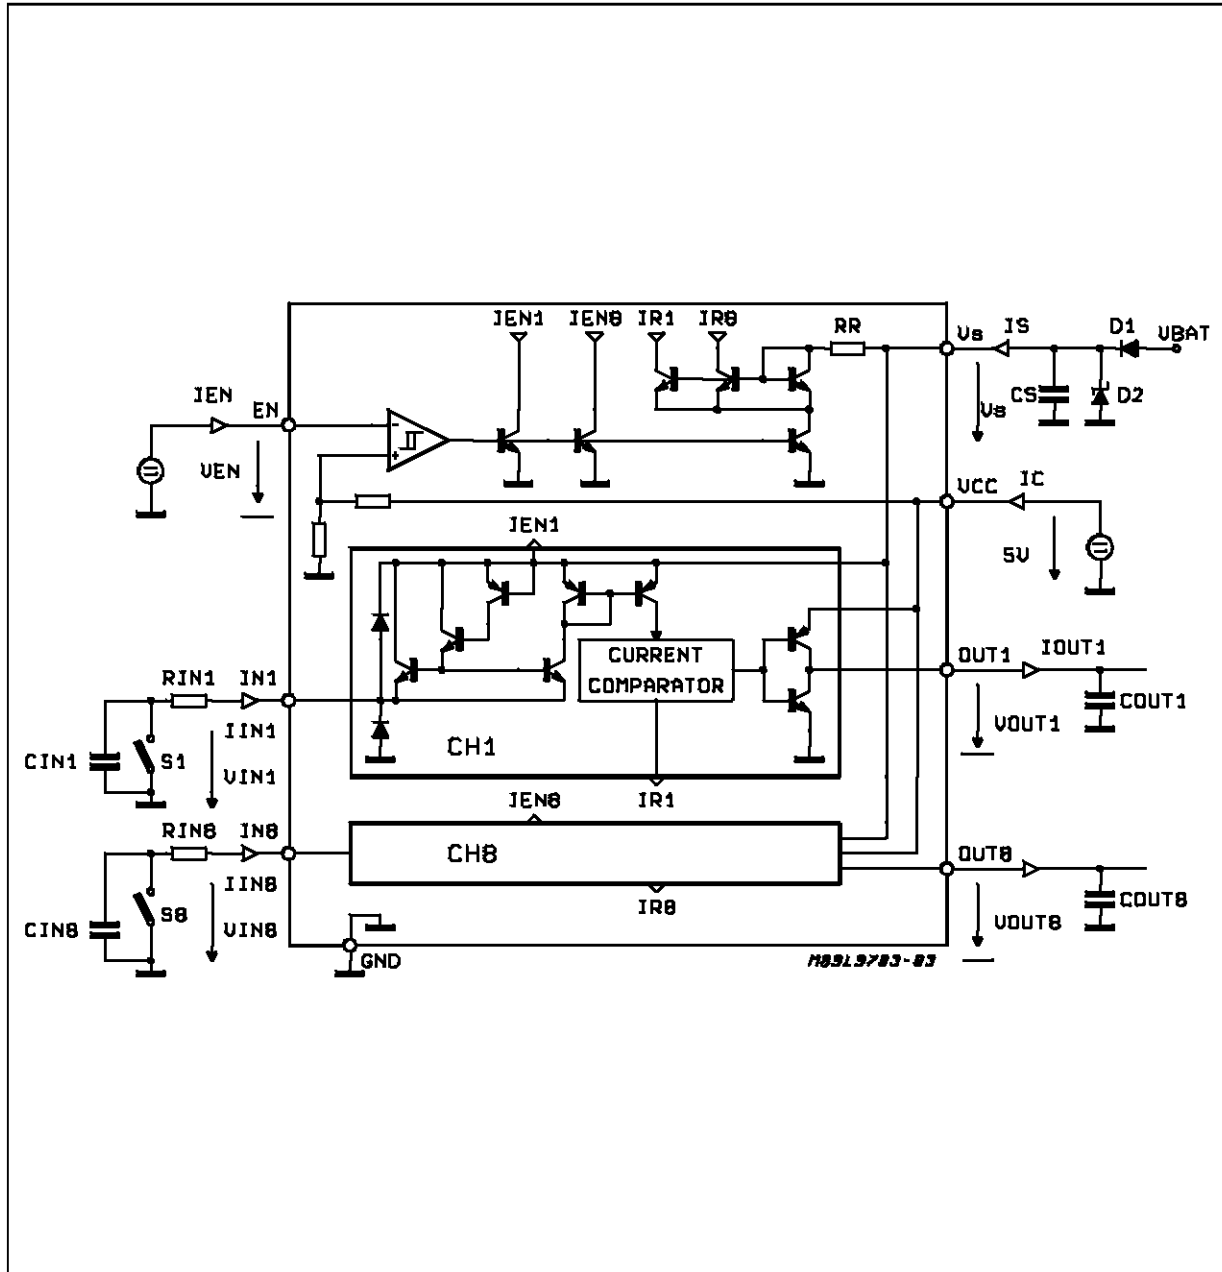 IEN1 IEN8 IR1 IR8 RR Vs IS D1 VBAT
IEN EN CS D2
Vs
VEN
VCC IC
IEN1
5V
CURRENT
COMPARATOR
OUT1 IOUT1
RIN1 IN1
COUT1
IIN1 VOUT1
CH1
CIN1 S1
VIN1
IEN8 IR1
RIN8 IN8
CH8 OUT8
IIN8
IR8 COUT8
S8
CIN8 VIN8 VOUT8
GND
M89L9703-03